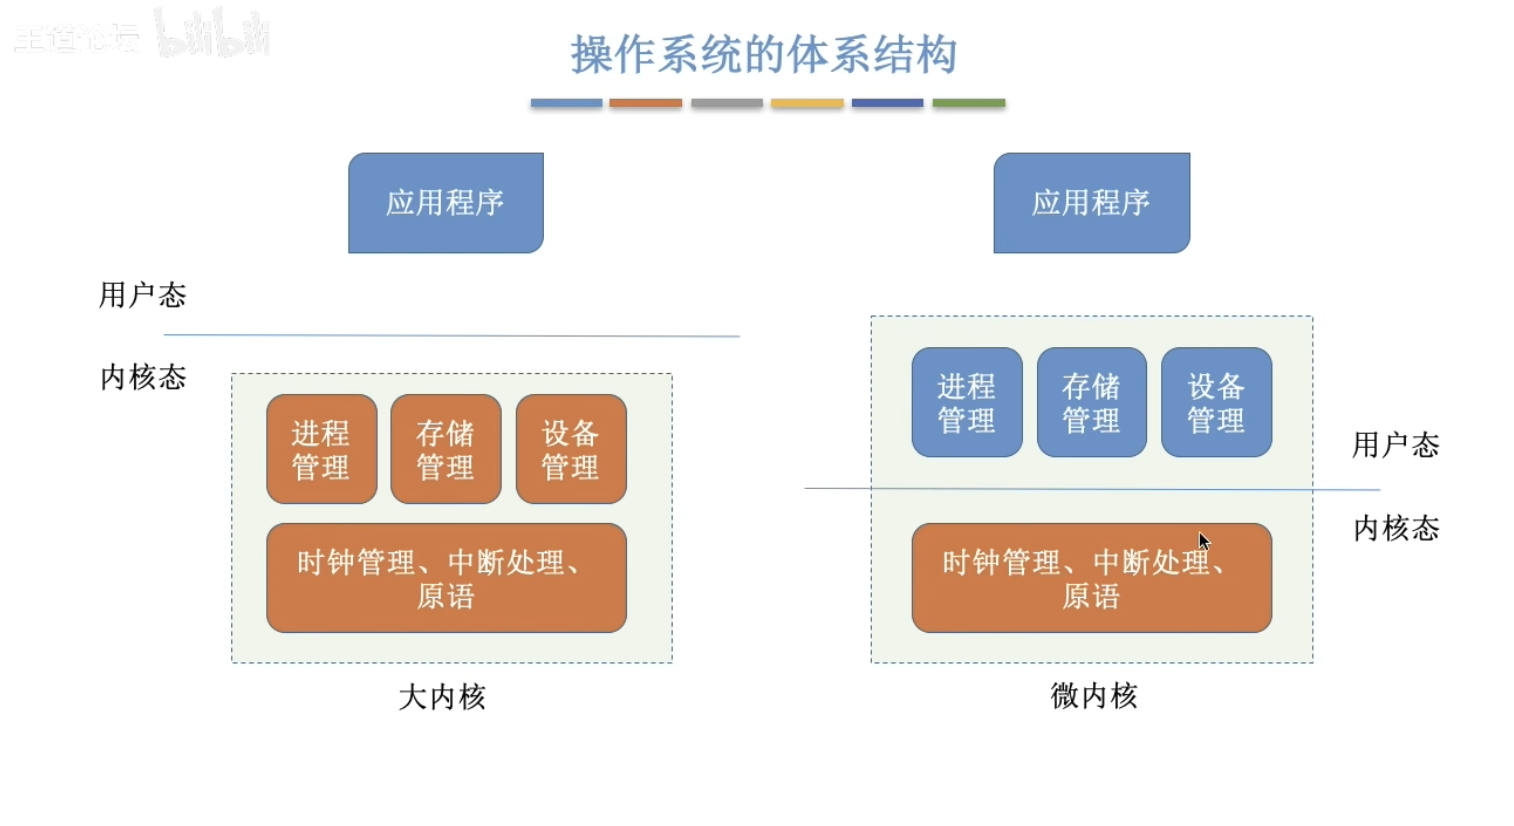 王道论坛 bilibili
操作系统的体系结构
应用程序
用户态
内核态
进程
管理
存储
管理
设备
管理
时钟管理、中断处理、
原语
大内核
应用程序
进程
管理
存储
管理
设备
管理
用户态
内核态
时钟管理、中断处理、
原语
微内核